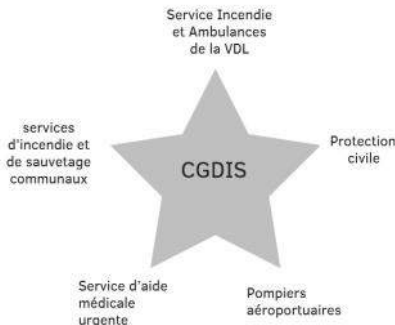 Service Incendie
et Ambulances
de la VDL
services
d'incendie et
de sauvetage
communaux
Protection
civile
CGDIS
Service d'aide
médicale
urgente
Pompiers
aéroportuaires